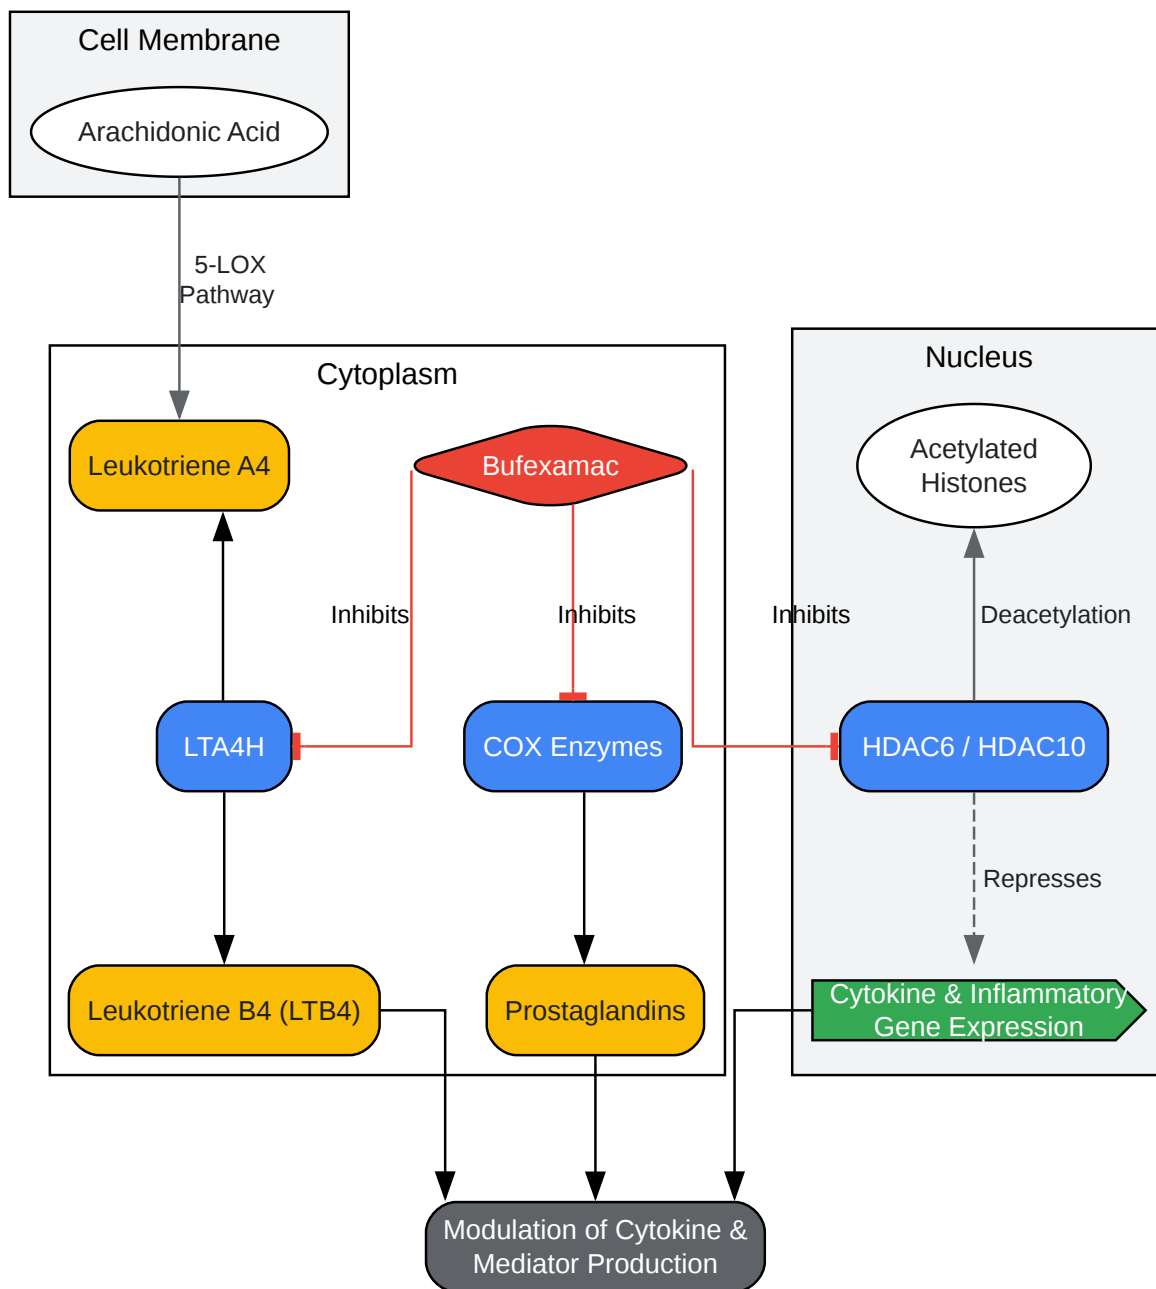 Cell Membrane
Arachidonic Acid
5-LOX
Pathway
Cytoplasm
Nucleus
Leukotriene A4
Bufexamac
Acetylated
Histones
Inhibits
Inhibits
Inhibits
Deacetylation
LTA4H
COX Enzymes
HDAC6 / HDAC10
Represses
Leukotriene B4 (LTB4)
Prostaglandins
Cytokine & Inflammatory
Gene Expression
Modulation of Cytokine &
Mediator Production